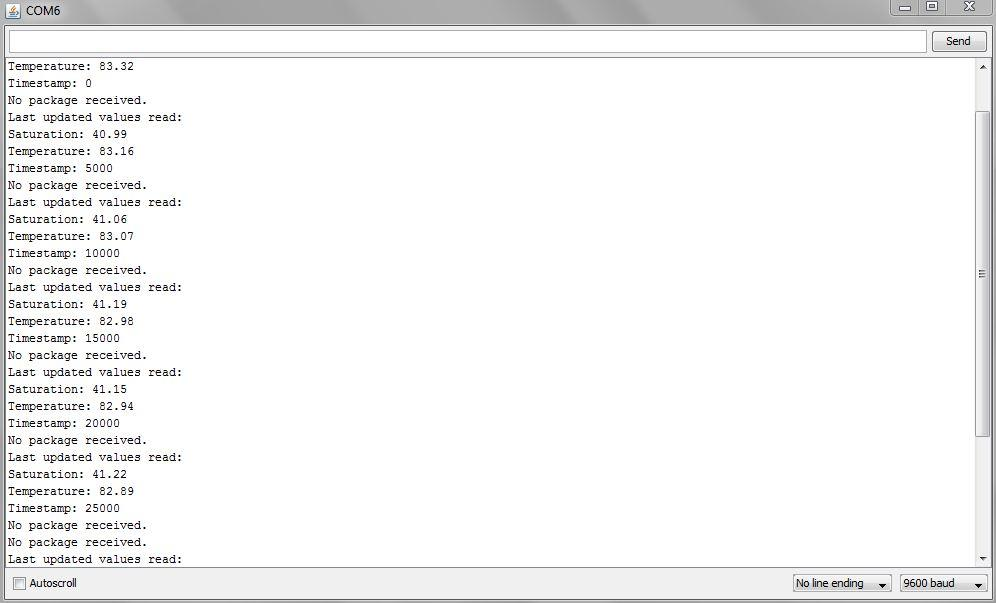 COM6
Send
Temperature: 83.32
Timestamp: 0
No package received.
Last updated values read:
Saturation: 40.99
Temperature: 83.16
Timestamp: 5000
No package received.
Last updated values read:
Saturation: 41.06
Temperature: 83.07
Timestamp: 10000
No package received.
Last updated values read:
Saturation: 41.19
Temperature: 82.98
Timestamp: 15000
No package received.
Last updated values read:
Saturation: 41.15
Temperature: 82.94
Timestamp: 20000
No package received.
Last updated values read:
Saturation: 41.22
Temperature: 82.89
Timestamp: 25000
No package received.
No package received.
Last updated values read:
Autoscroll
No line ending
9600 baud